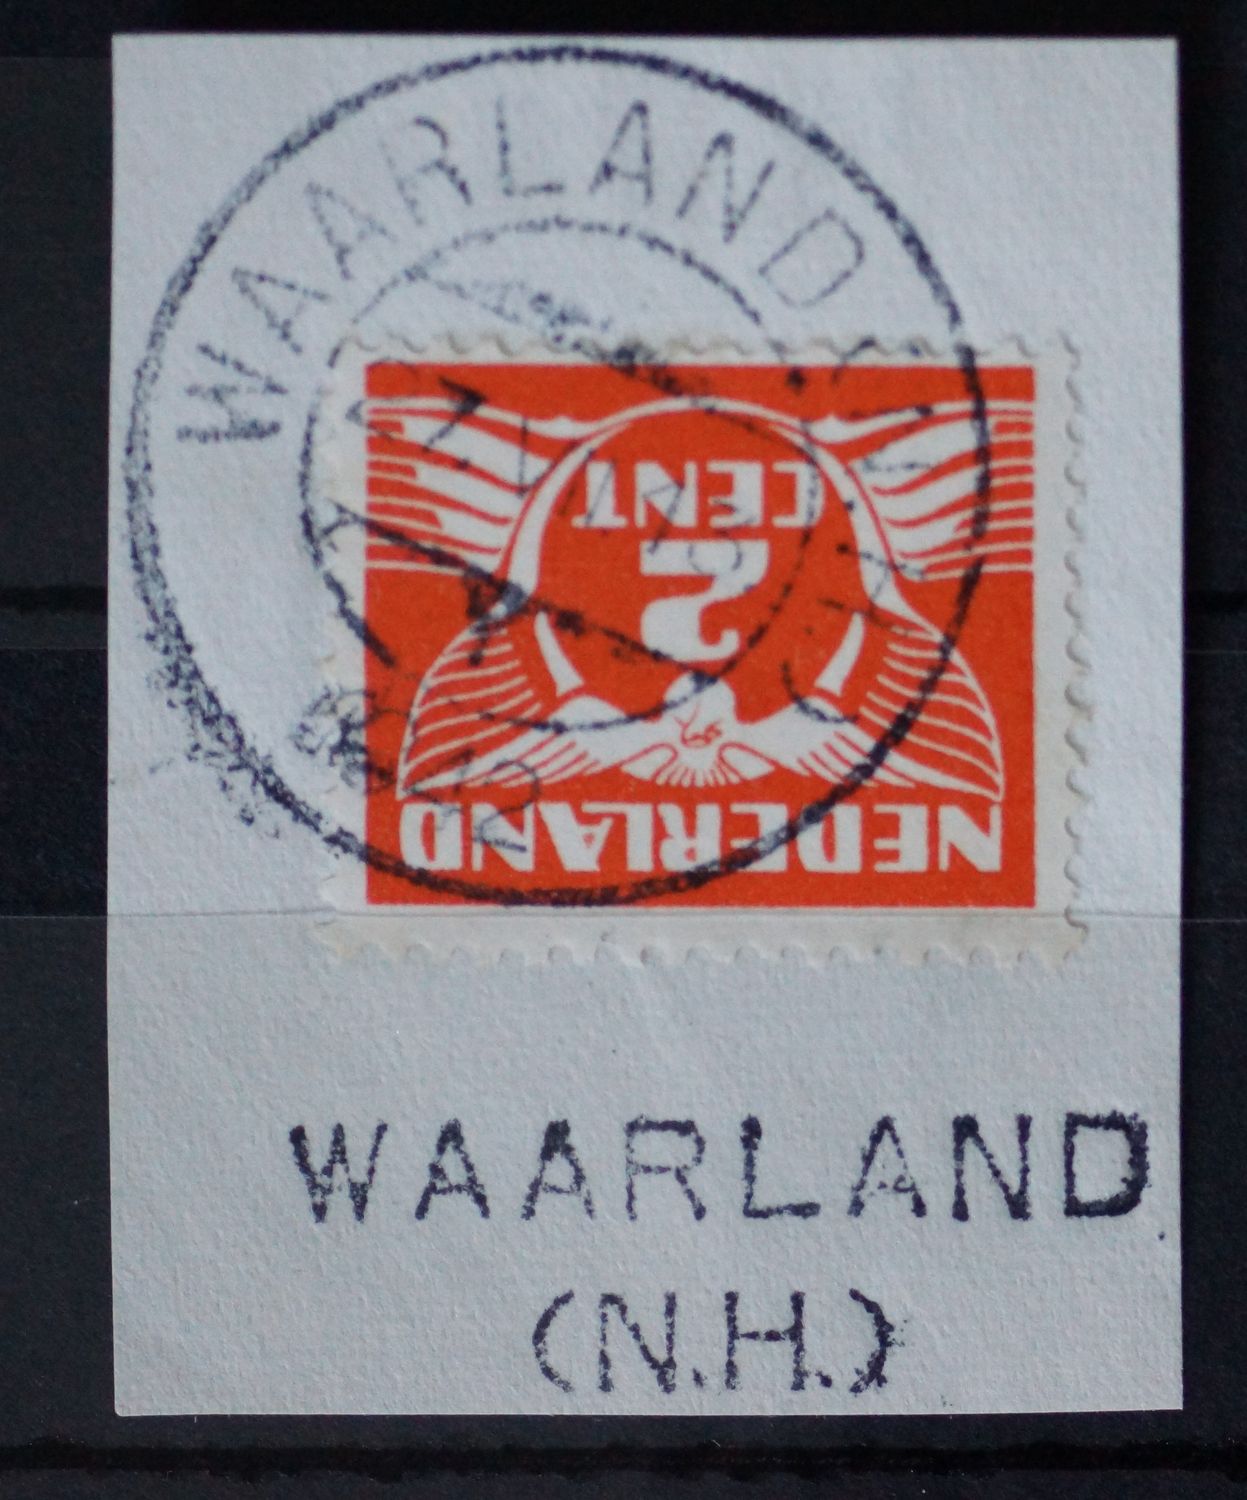 WAARLAND (N.H.)
2
CENT
NEDERLAND
WAARLAND
(N.H.)